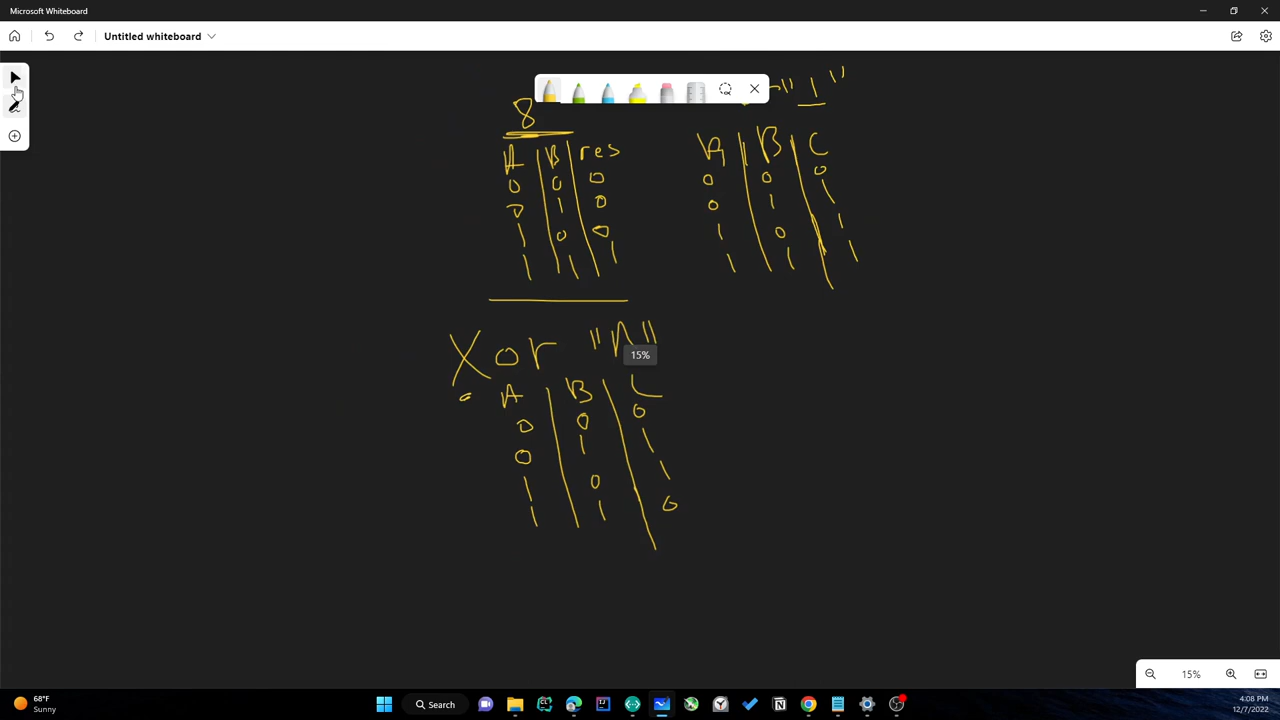 Microsoft Whiteboard
Untitled whiteboard
8
A B res
0 0 0
0 1 0
1 0 0
1 1 1
"1"
A B C
0 0 0
0 1 1
1 0 1
1 1 1
Xor
15%
A B C
0 0 0
0 1 1
1 0 1
1 1 0
15%
68°F
Sunny
Search
4:08 PM
12/7/2022